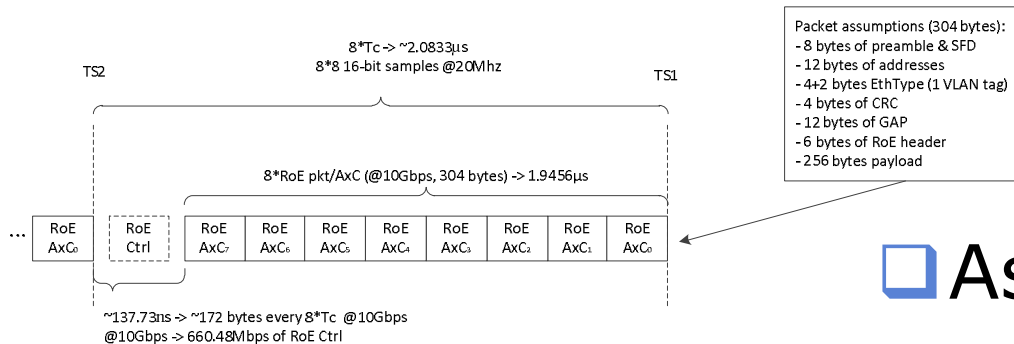 8*Tc -> ~2.0833µs
8*8 16-bit samples @20Mhz
TS2
TS1
Packet assumptions (304 bytes):
- 8 bytes of preamble & SFD
- 12 bytes of addresses
- 4+2 bytes EthType (1 VLAN tag)
- 4 bytes of CRC
- 12 bytes of GAP
- 6 bytes of RoE header
- 256 bytes payload
8*RoE pkt/AxC (@10Gbps, 304 bytes) -> 1.9456µs
...
RoE AxC₀
RoE Ctrl
RoE AxC₇
RoE AxC₆
RoE AxC₅
RoE AxC₄
RoE AxC₃
RoE AxC₂
RoE AxC₁
RoE AxC₀
As
~137.73ns -> ~172 bytes every 8*Tc @10Gbps
@10Gbps -> 660.48Mbps of RoE Ctrl